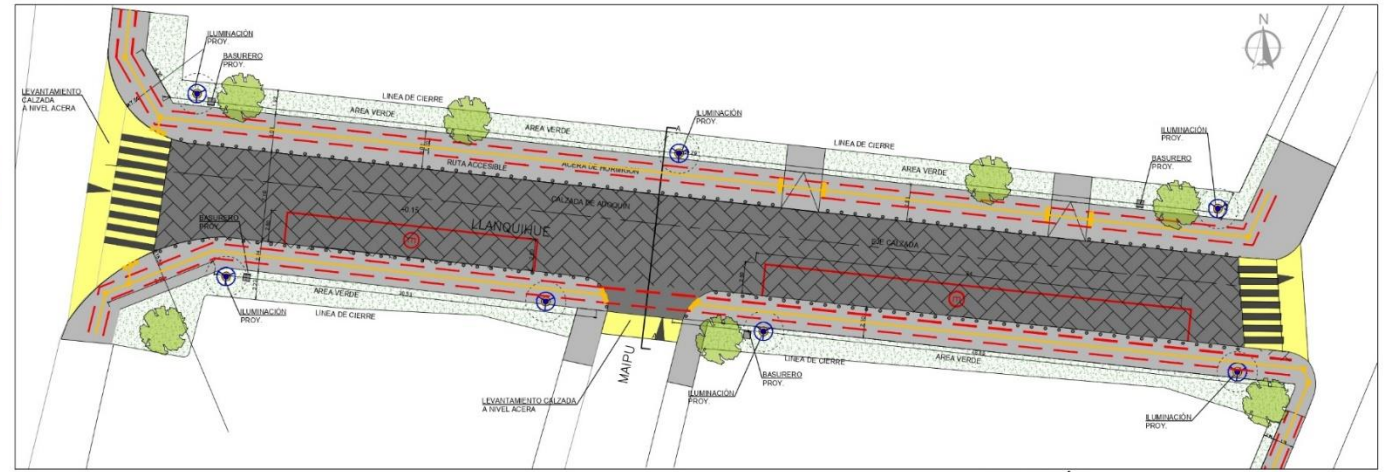 N
ILUMINACIÓN
PROY.
BASURERO
PROY.
LEVANTAMIENTO
CALZADA
A NIVEL ACERA
LINEA DE CIERRE
AREA VERDE
AREA VERDE
A
ILUMINACIÓN
PROY.
LINEA DE CIERRE
AREA VERDE
ILUMINACIÓN
PROY.
BASURERO
PROY.
RUTA ACCESIBLE
ACERA DE HORMIGON
CALZADA DE ADOQUIN
EJE CALZADA
BASURERO
PROY.
+0.15
LLANQUIHUE
AREA VERDE
LINEA DE CIERRE
ILUMINACIÓN
PROY.
MAIPU
A
LEVANTAMIENTO CALZADA
A NIVEL ACERA
ILUMINACIÓN
PROY.
BASURERO
PROY.
LINEA DE CIERRE
AREA VERDE
ILUMINACIÓN
PROY.